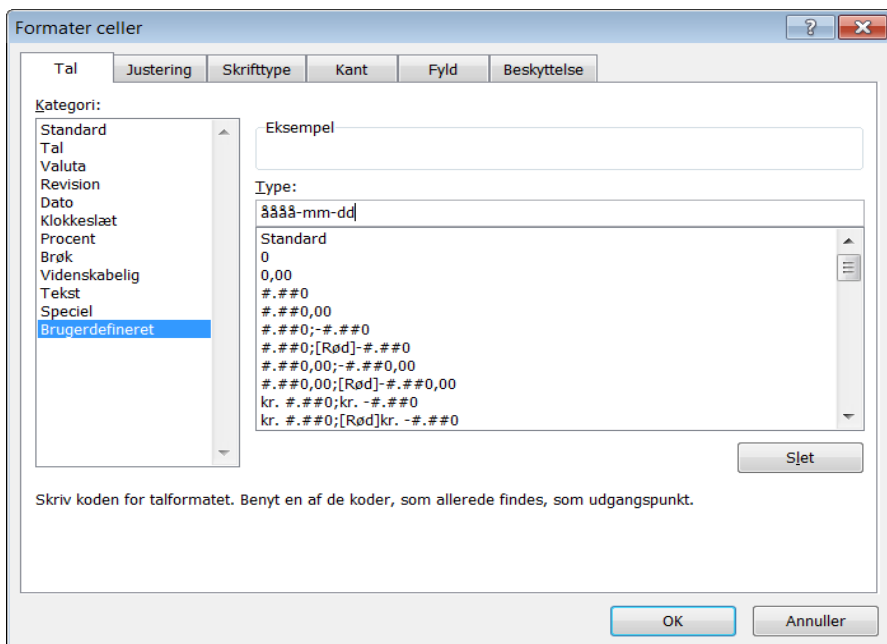 Formater celler
Tal
Justering
Skrifttype
Kant
Fyld
Beskyttelse
Kategori:
Standard
Tal
Valuta
Revision
Dato
Klokkeslæt
Procent
Brøk
Videnskabelig
Tekst
Speciel
Brugerdefineret
Eksempel
Type:
åååå-mm-dd
Standard
0
0,00
#.##0
#.##0,00
#.##0;-#.##0
#.##0;[Rød]-#.##0
#.##0,00;-#.##0,00
#.##0,00;[Rød]-#.##0,00
kr. #.##0;kr. -#.##0
kr. #.##0;[Rød]kr. -#.##0
Slet
Skriv koden for talformatet. Benyt en af de koder, som allerede findes, som udgangspunkt.
OK
Annuller